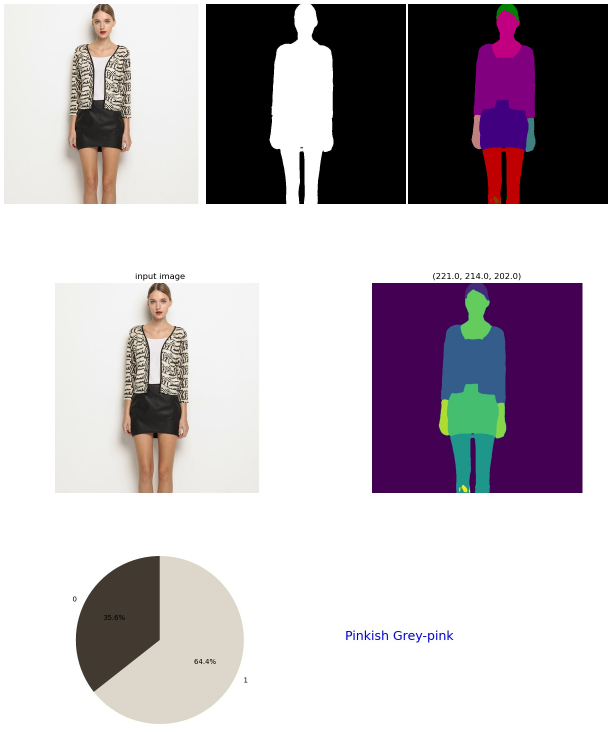 input image
(221.0, 214.0, 202.0)
0
35.6%
64.4%
1
Pinkish Grey-pink